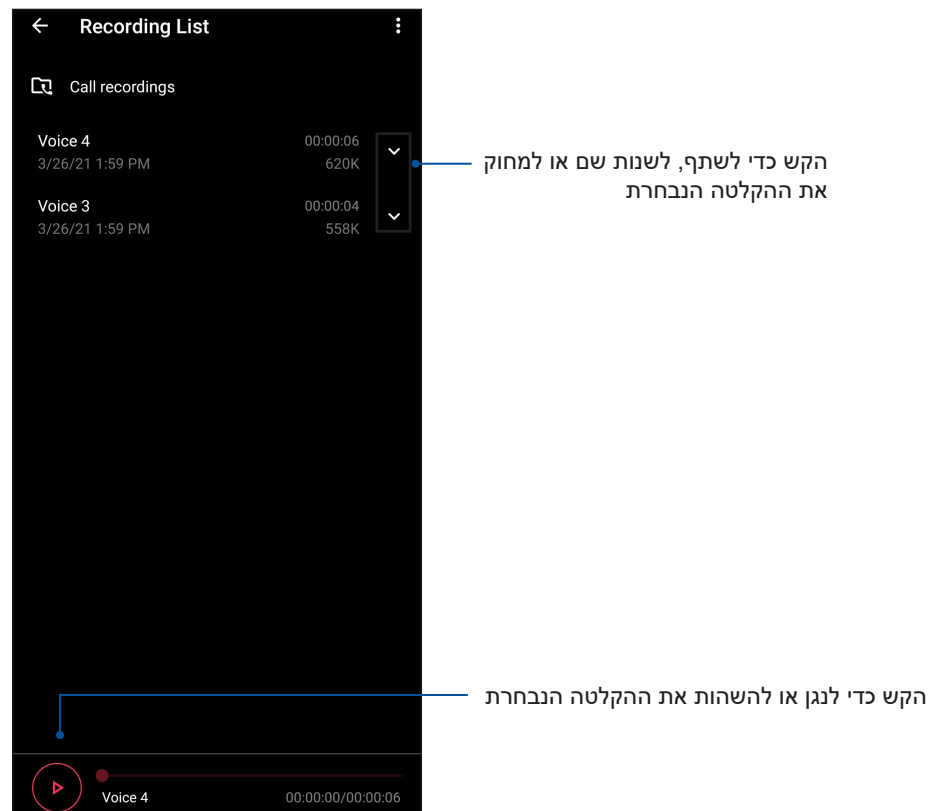 Recording List
Call recordings
Voice 4 00:00:06
3/26/21 1:59 PM 620K
Voice 3 00:00:04
3/26/21 1:59 PM 558K
הקש כדי לשתף, לשנות שם או למחוק
את ההקלטה הנבחרת
הקש כדי לנגן או להשהות את ההקלטה הנבחרת
Voice 4 00:00:00/00:00:06